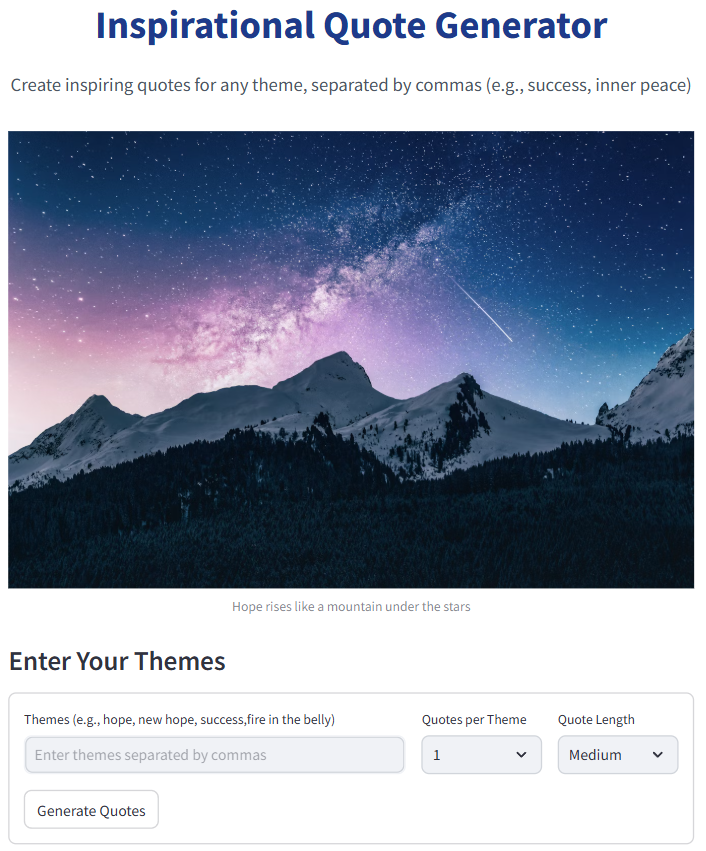 Inspirational Quote Generator
Create inspiring quotes for any theme, separated by commas (e.g., success, inner peace)
Hope rises like a mountain under the stars
Enter Your Themes
Themes (e.g., hope, new hope, success,fire in the belly)
Quotes per Theme
Quote Length
Enter themes separated by commas
1
Medium
Generate Quotes